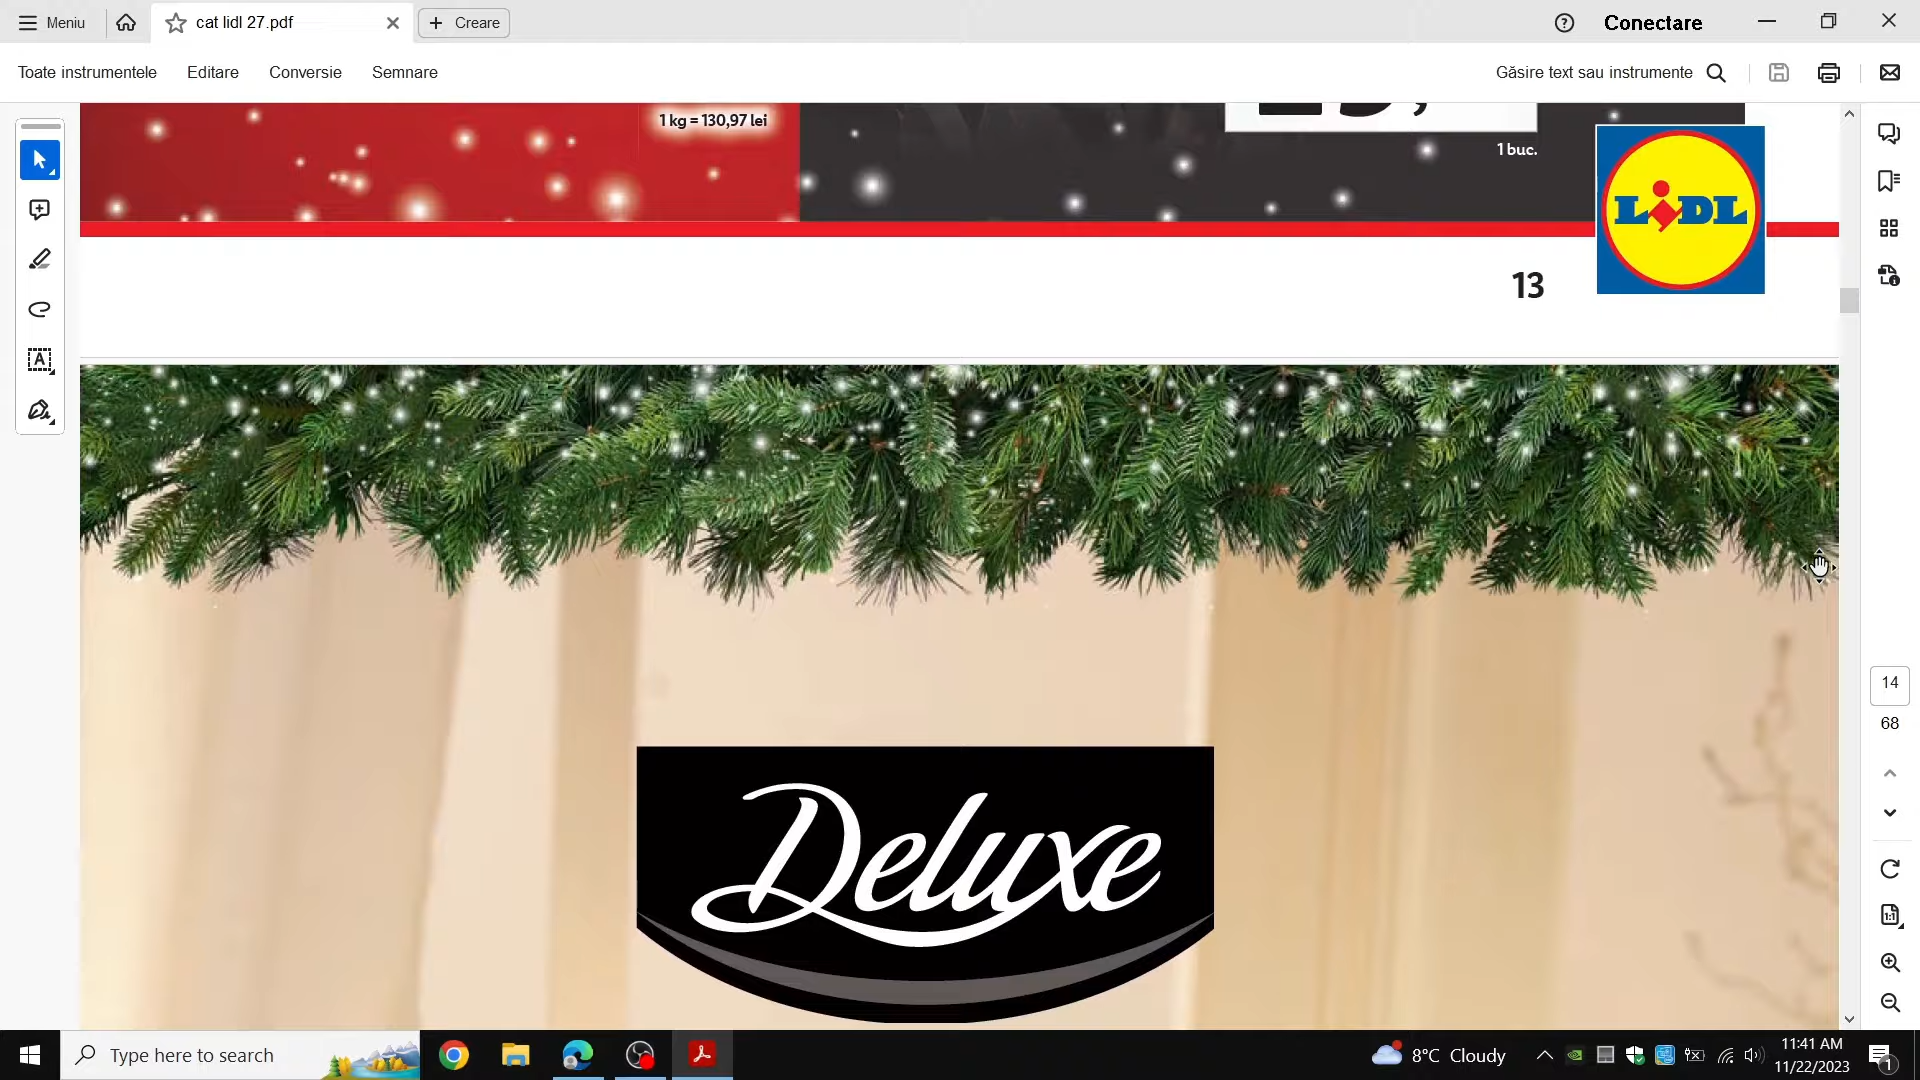 Meniu
cat lidl 27.pdf
Creare
Conectare
Toate instrumentele
Editare
Conversie
Semnare
Găsire text sau instrumente
1 kg = 130,97 lei
1 buc.
LIDL
13
Deluxe
14
68
Type here to search
8°C Cloudy
11:41 AM
11/22/2023
1